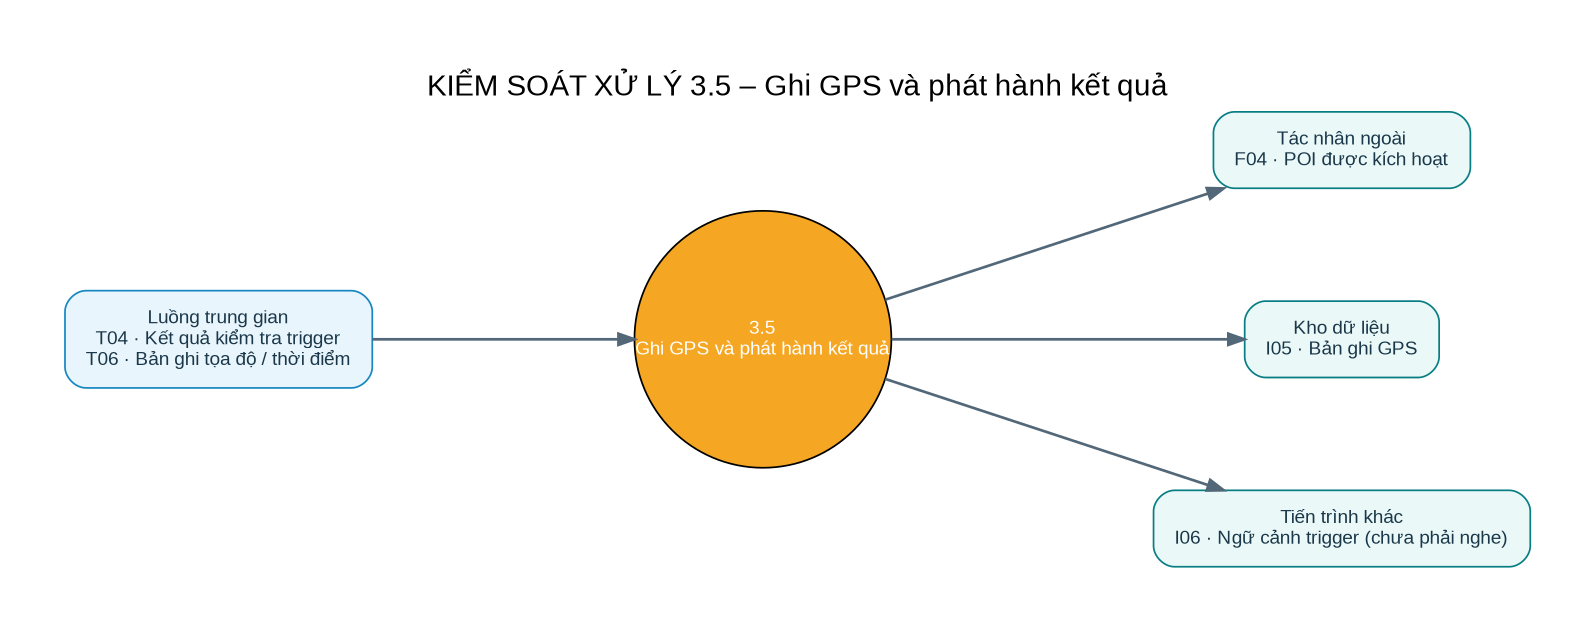 KIỂM SOÁT XỬ LÝ 3.5 – Ghi GPS và phát hành kết quả
Tác nhân ngoài
F04 · POI được kích hoạt
Luồng trung gian
T04 · Kết quả kiểm tra trigger
T06 · Bản ghi tọa độ / thời điểm
3.5
Ghi GPS và phát hành kết quả
Kho dữ liệu
I05 · Bản ghi GPS
Tiến trình khác
I06 · Ngữ cảnh trigger (chưa phải nghe)